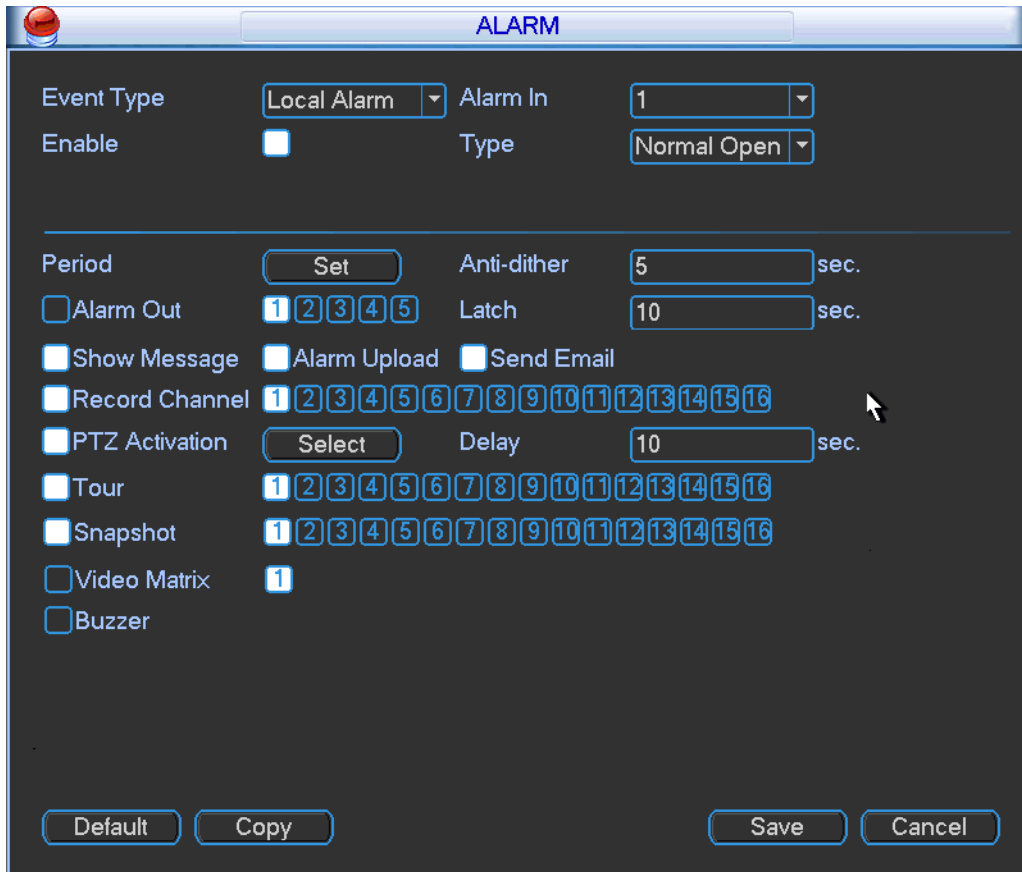 ALARM
Event Type Local Alarm Alarm In 1
Enable Type Normal Open
Period Set Anti-dither 5 sec.
Alarm Out 1 2 3 4 5 Latch 10 sec.
Show Message Alarm Upload Send Email
Record Channel 1 2 3 4 5 6 7 8 9 10 11 12 13 14 15 16
PTZ Activation Select Delay 10 sec.
Tour 1 2 3 4 5 6 7 8 9 10 11 12 13 14 15 16
Snapshot 1 2 3 4 5 6 7 8 9 10 11 12 13 14 15 16
Video Matrix 1
Buzzer
Default Copy Save Cancel